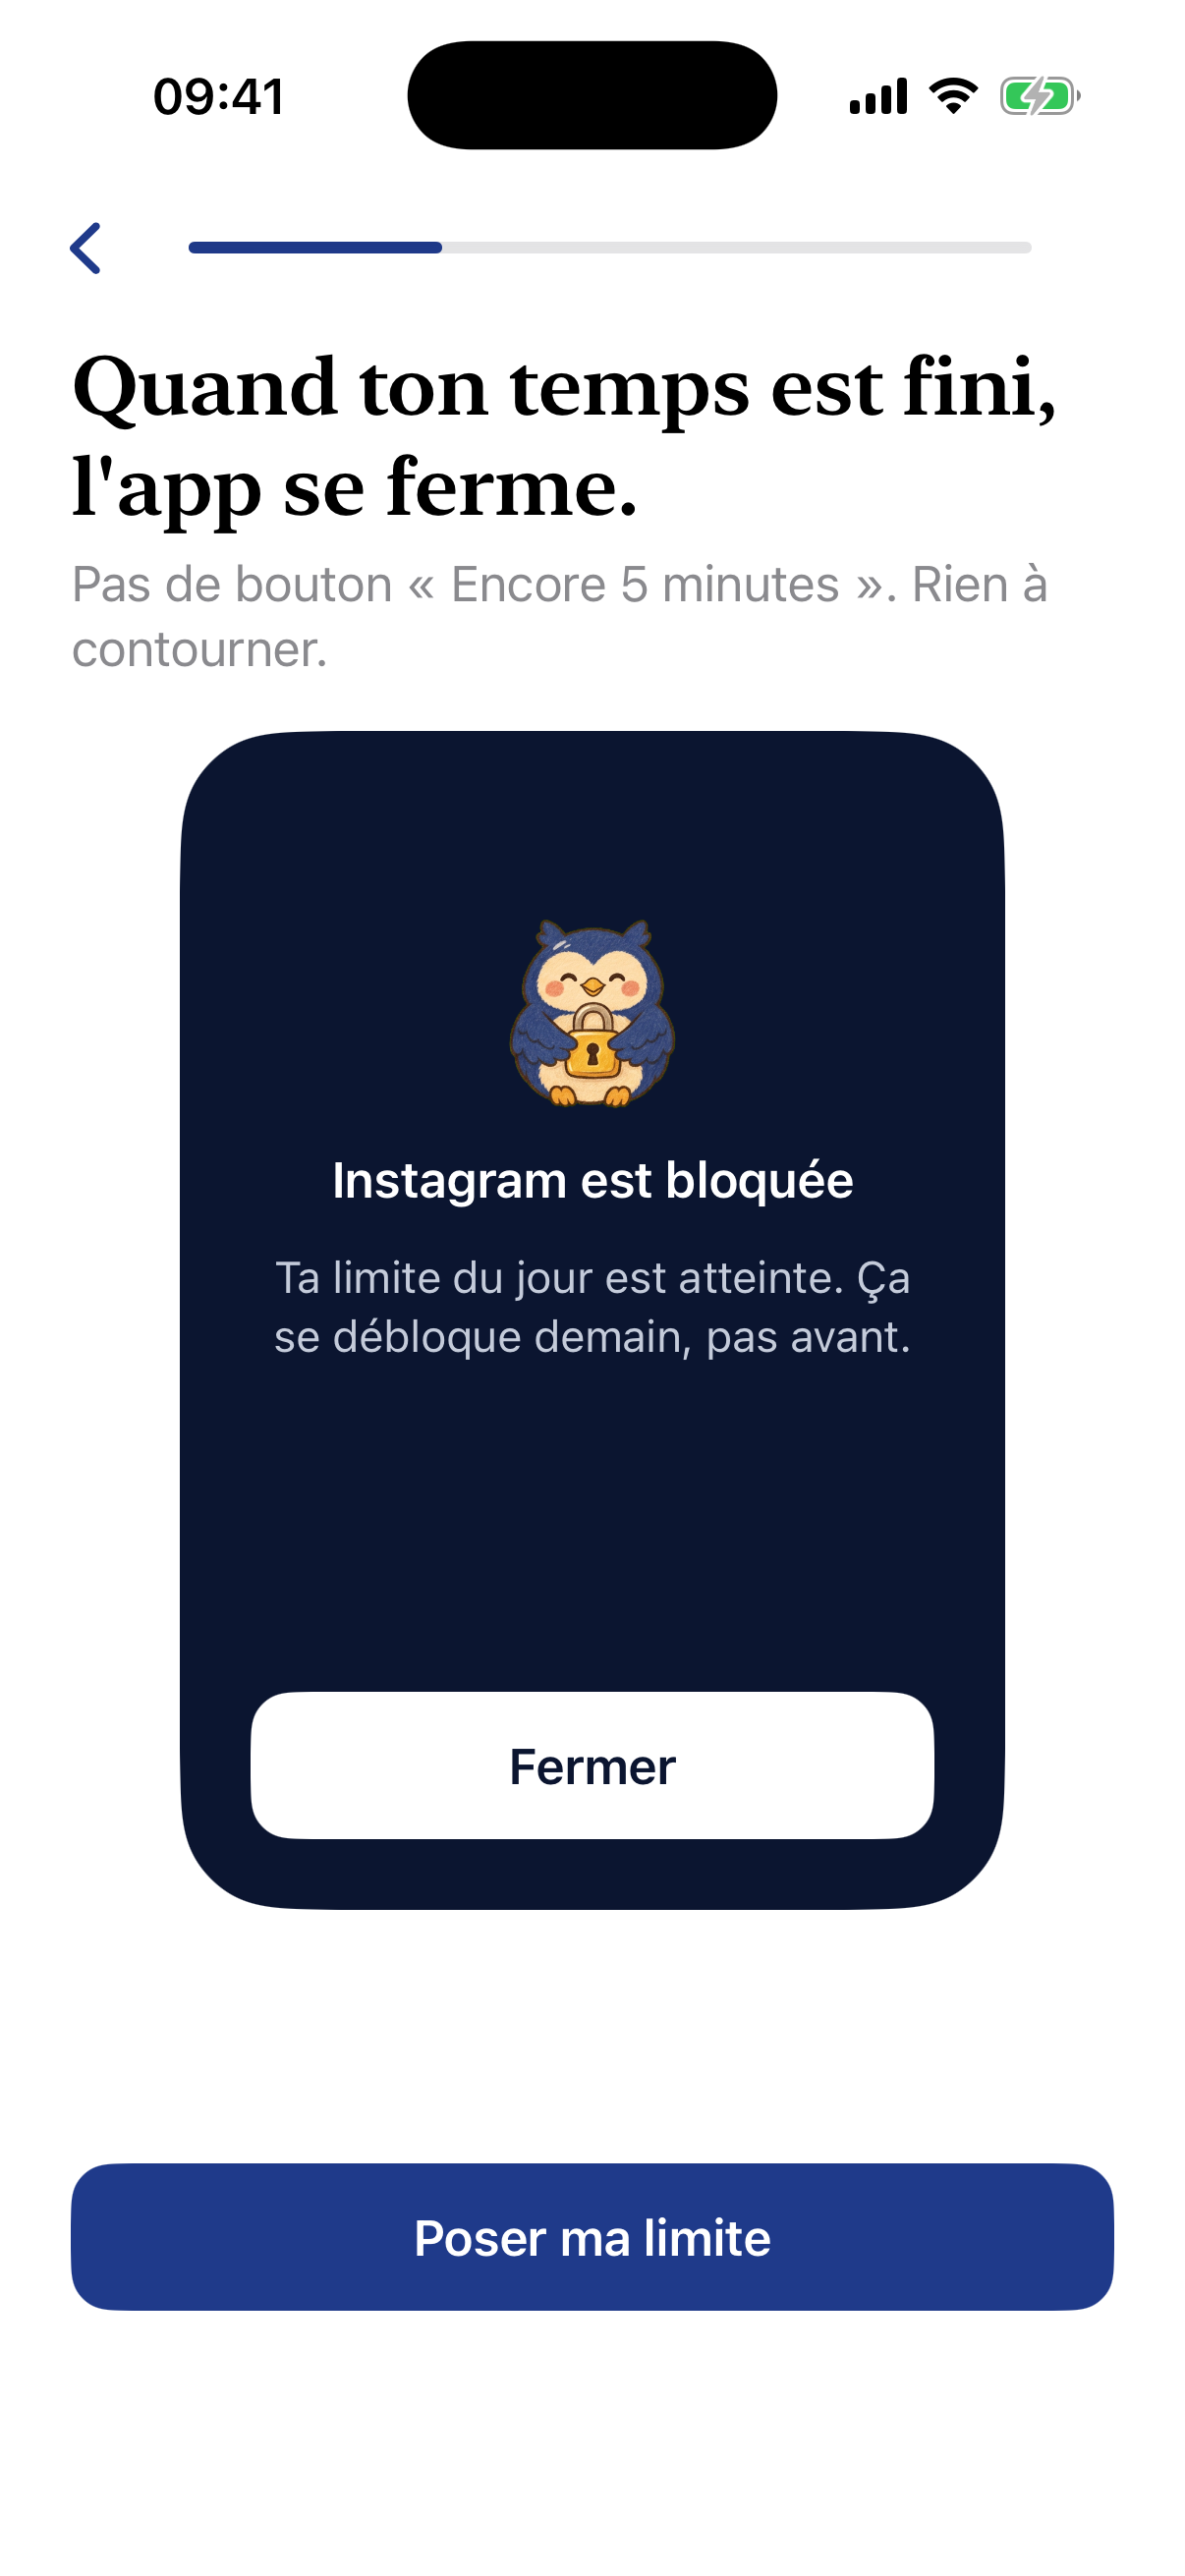 09:41
Quand ton temps est fini,
l'app se ferme.
Pas de bouton « Encore 5 minutes ». Rien à
contourner.
Instagram est bloquée
Ta limite du jour est atteinte. Ça
se débloque demain, pas avant.
Fermer
Poser ma limite